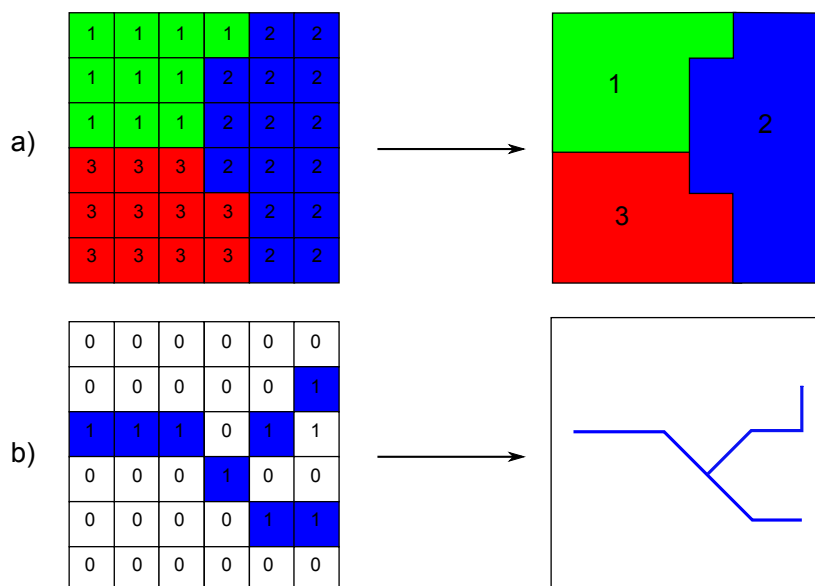 a)
1 1 1 1 2 2
1 1 1 2 2 2
1 1 1 2 2 2
3 3 3 2 2 2
3 3 3 3 2 2
3 3 3 3 2 2
1
2
3
b)
0 0 0 0 0 0
0 0 0 0 0 1
1 1 1 0 1 1
0 0 0 1 0 0
0 0 0 0 1 1
0 0 0 0 0 0